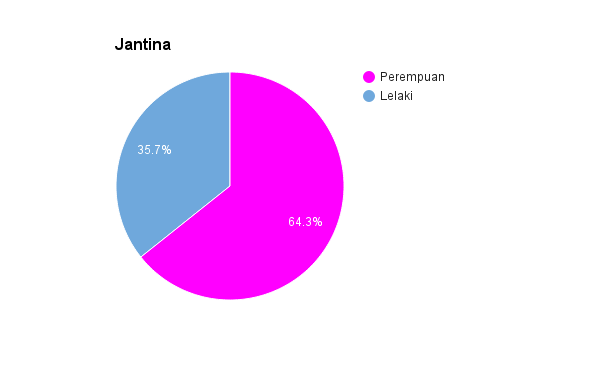 Jantina
Perempuan
Lelaki
35.7%
64.3%